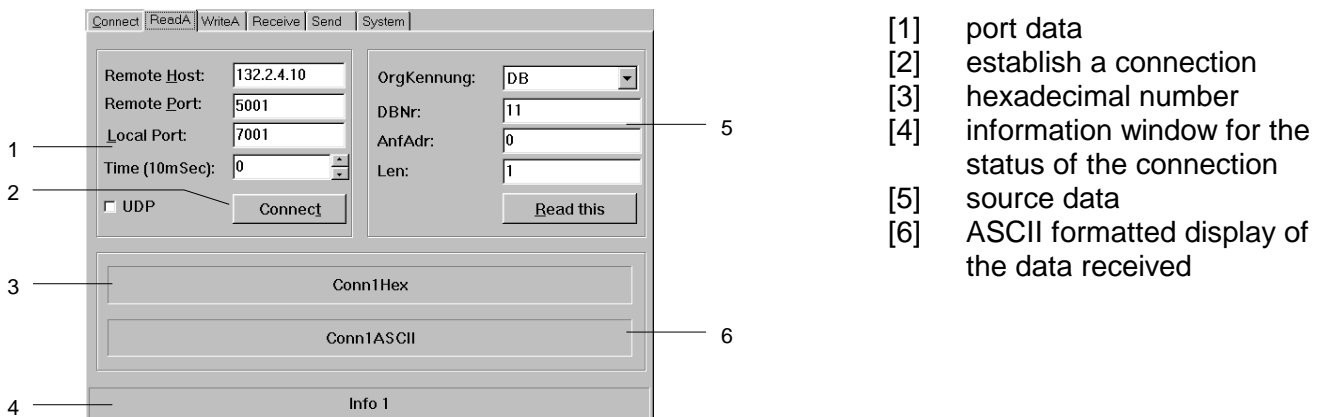 Connect ReadA WriteA Receive Send System
Remote Host: 132.2.4.10
Remote Port: 5001
Local Port: 7001
Time (10mSec): 0
UDP Connect
OrgKennung: DB
DBNr: 11
AnfAdr: 0
Len: 1
Read this
Conn1Hex
Conn1ASCII
Info 1
1
2
3
4
5
6
[1] port data
[2] establish a connection
[3] hexadecimal number
[4] information window for the
status of the connection
[5] source data
[6] ASCII formatted display of
the data received